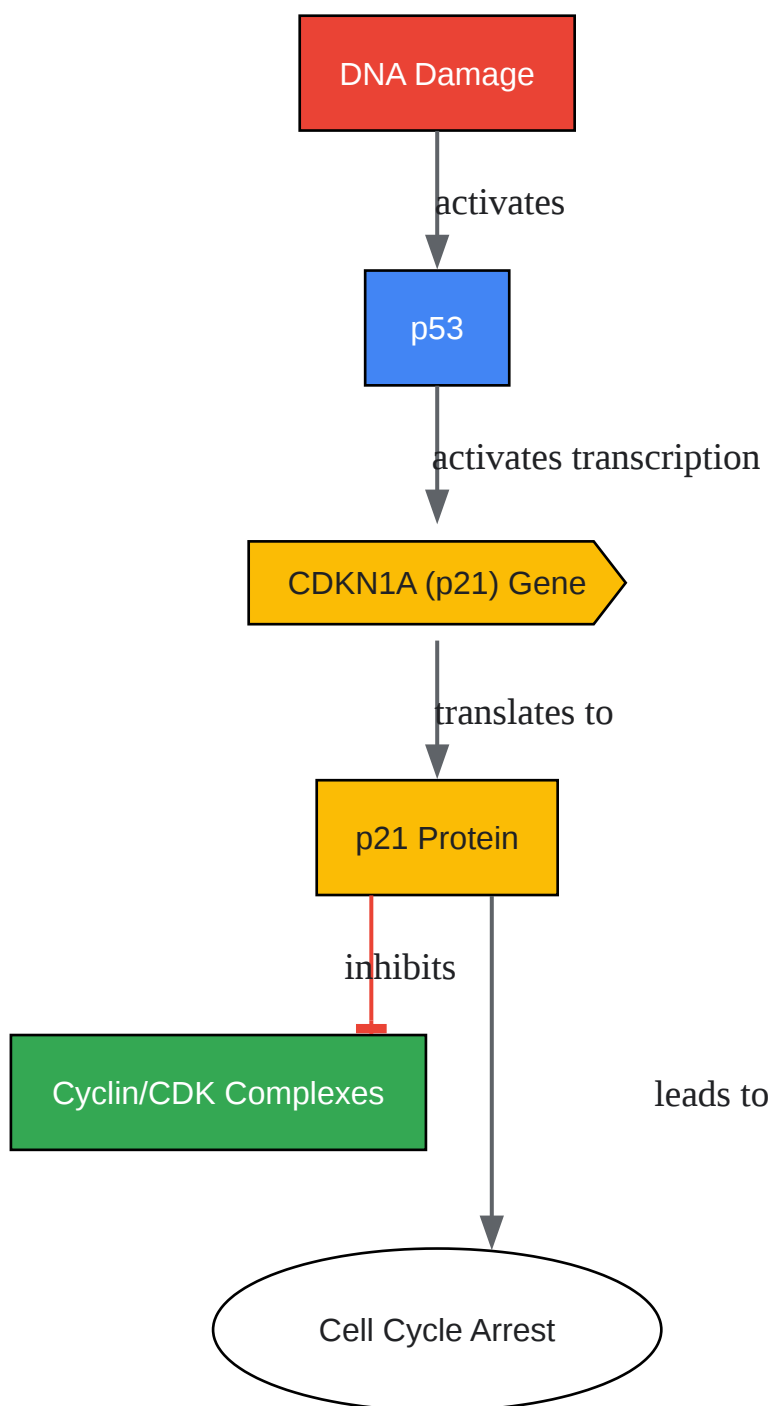 DNA Damage
activates
p53
activates transcription
CDKN1A (p21) Gene
translates to
p21 Protein
inhibits
Cyclin/CDK Complexes
leads to
Cell Cycle Arrest